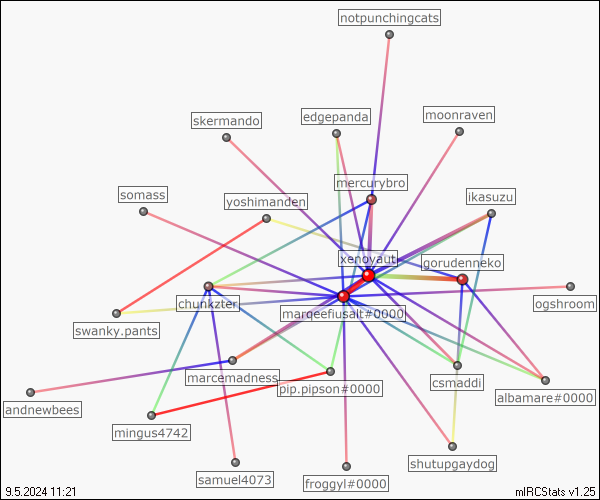 notpunchingcats
edgepanda
moonraven
skermando
mercurybro
somass
yoshimanden
ikasuzu
xenoyaut
gorudenneko
chunkzter
marqeefiusalt#0000
ogshroom
swanky.pants
marcemadness
pip.pipson#0000
csmaddi
albamare#0000
andnewbees
mingus4742
shutupgaydog
samuel4073
froggyl#0000
9.5.2024 11:21
mIRCStats v1.25